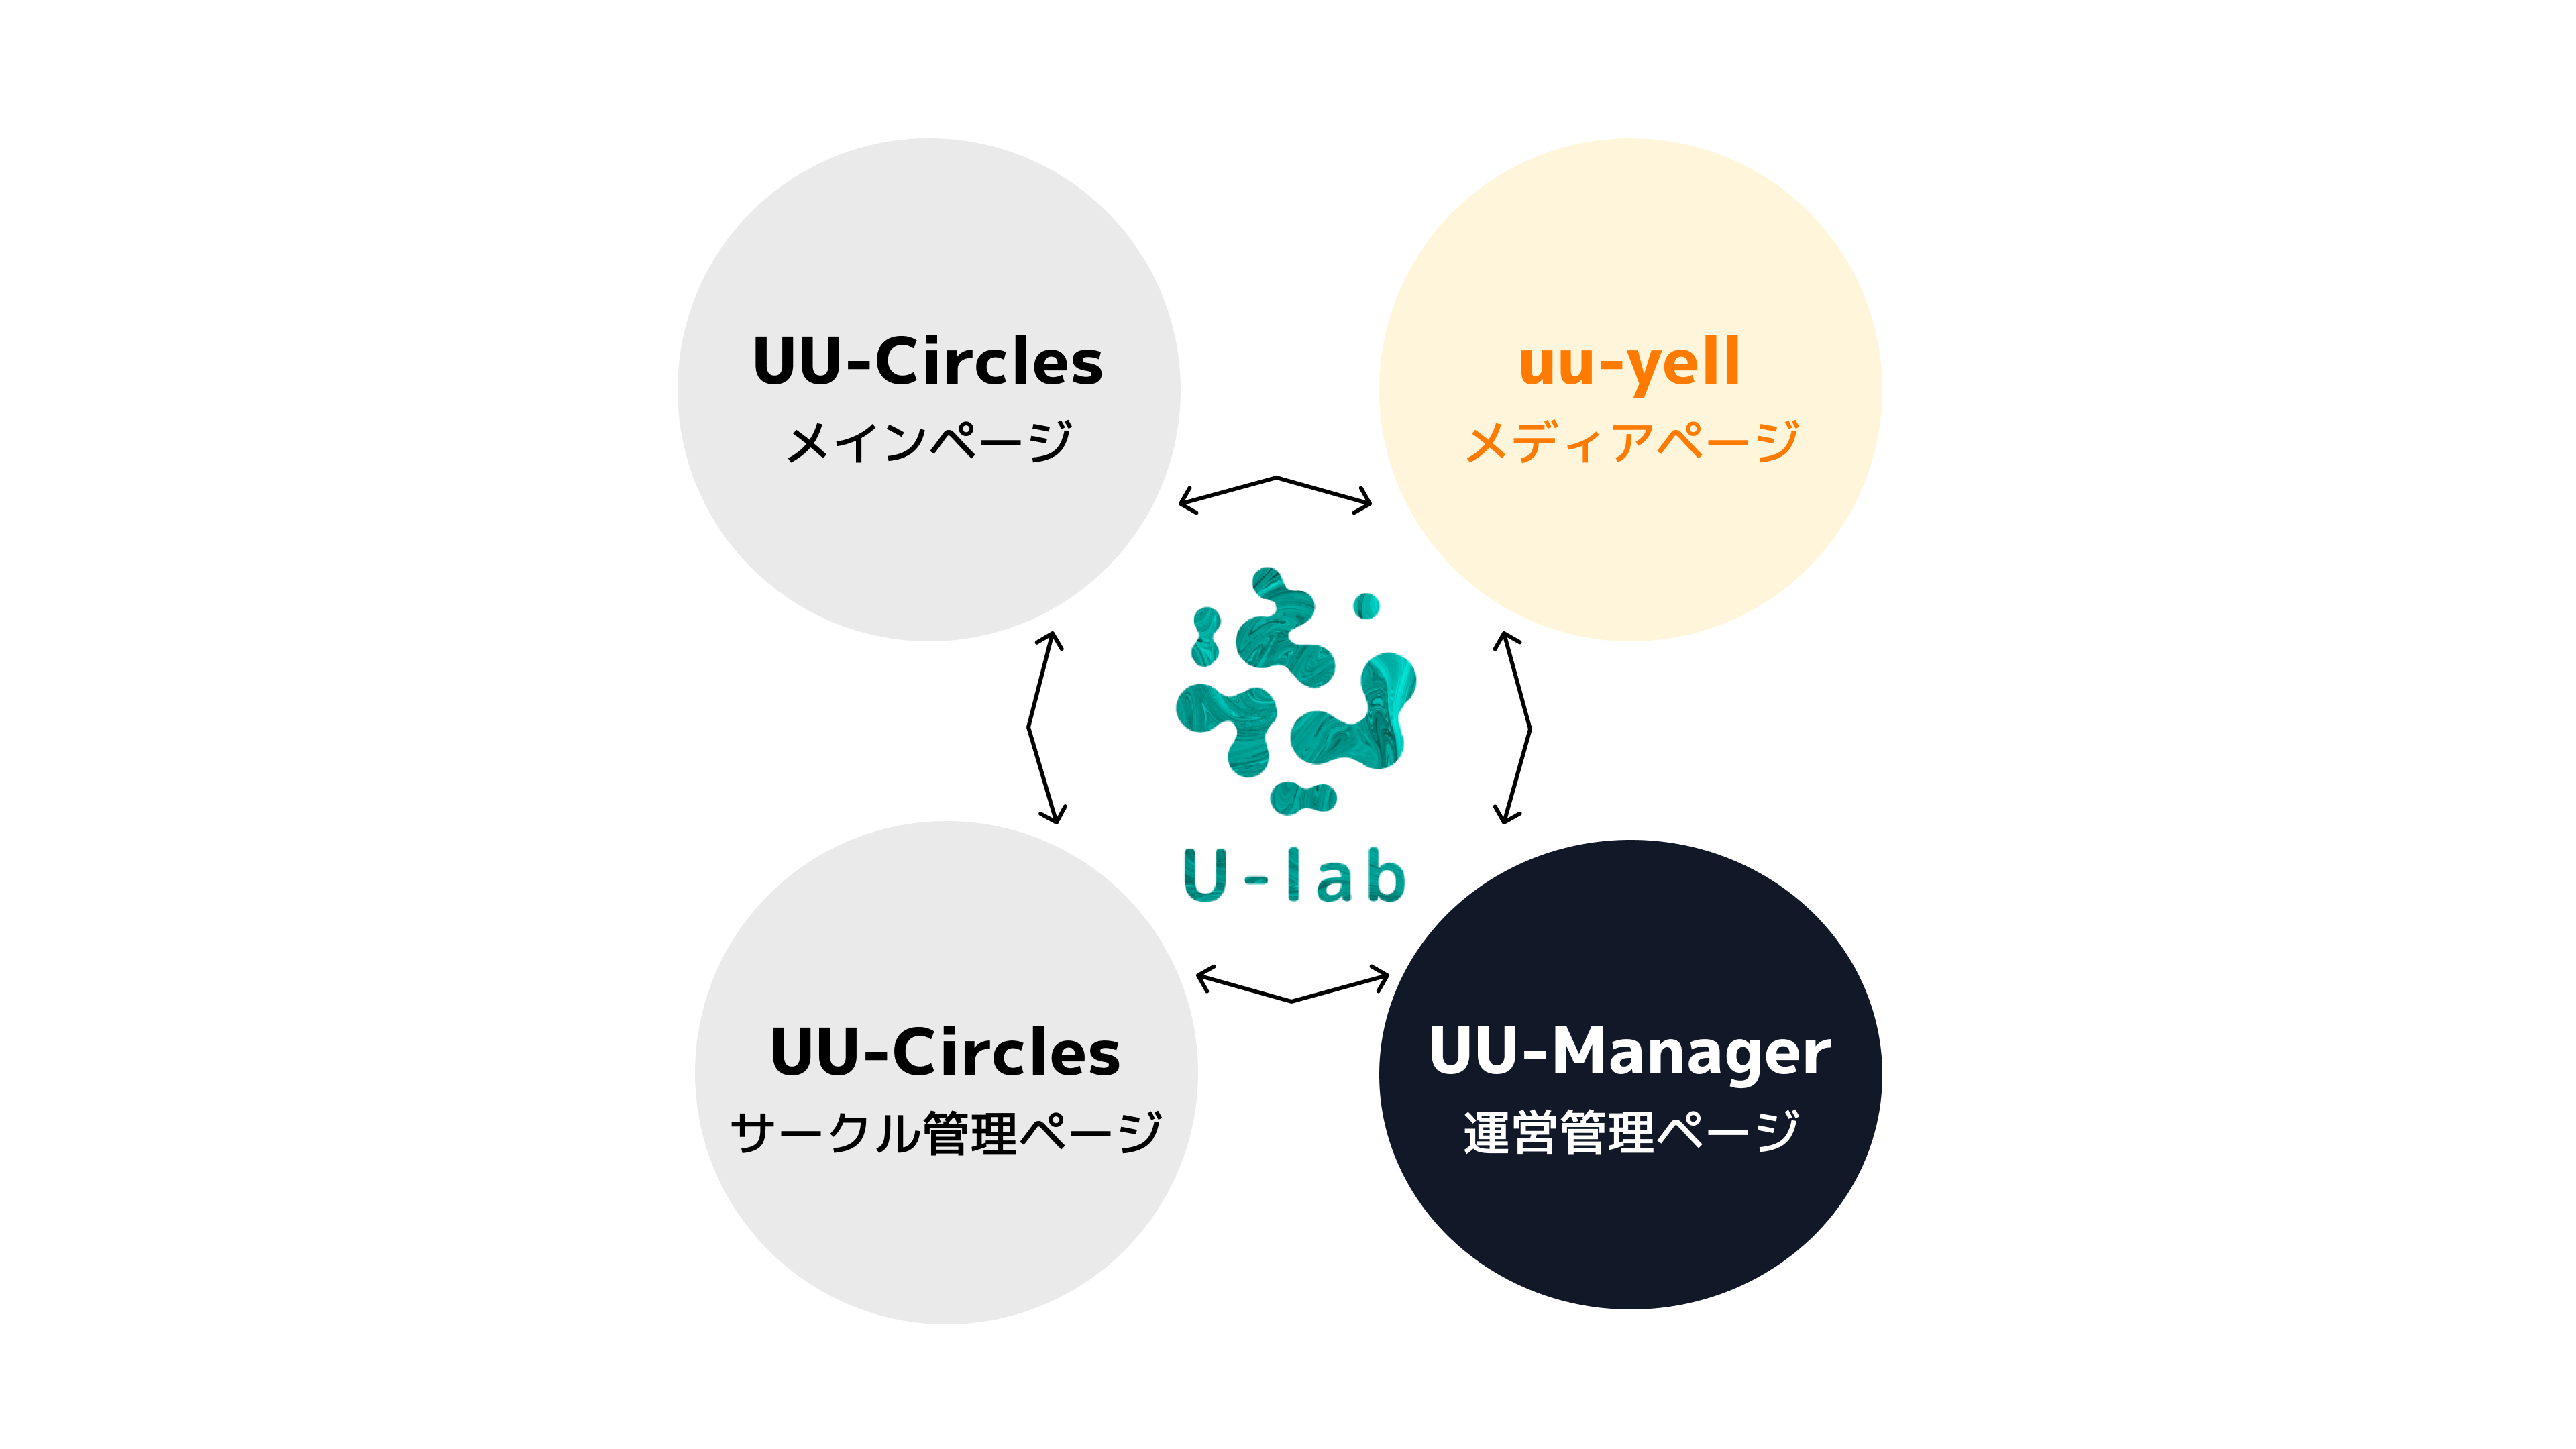 UU-Circles
メインページ
uu-yell
メディアページ
U-lab
UU-Circles
サークル管理ページ
UU-Manager
運営管理ページ